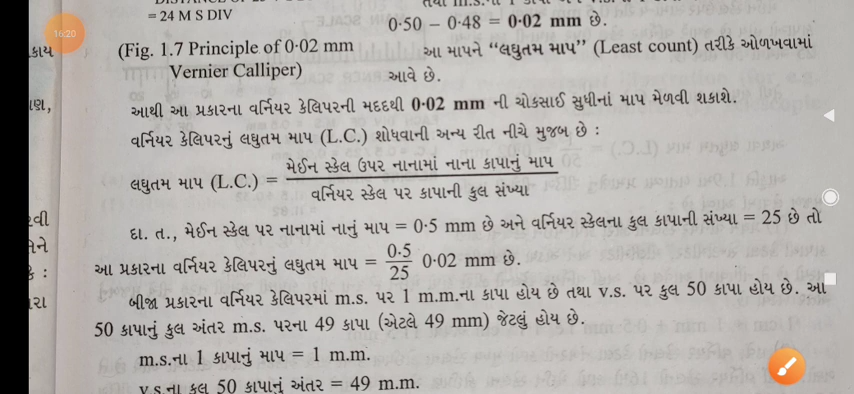 = 24 M S DIV
0·50 – 0·48 = 0·02 mm છે.
16:20
કાય
(Fig. 1.7 Principle of 0·02 mm
Vernier Calliper)
આ માપને “લઘુતમ માપ” (Least count) તરીકે ઓળખવામાં
આવે છે.
આથી આ પ્રકારના વર્નિયર કેલિપરની મદદથી 0·02 mm ની ચોકસાઈ સુધીનાં માપ મેળવી શકાશે.
વર્નિયર કેલિપરનું લઘુતમ માપ (L.C.) શોધવાની અન્ય રીત નીચે મુજબ છે :
લઘુતમ માપ (L.C.) = મેઈન સ્કેલ ઉપર નાનામાં નાના કાપાનું માપ
વર્નિયર સ્કેલ પર કાપાની કુલ સંખ્યા
દા. ત., મેઈન સ્કેલ પર નાનામાં નાનું માપ = 0·5 mm છે અને વર્નિયર સ્કેલના કુલ કાપાની સંખ્યા = 25 છે તો
આ પ્રકારના વર્નિયર કેલિપરનું લઘુતમ માપ = 0·5/25 0·02 mm છે.
બીજા પ્રકારના વર્નિયર કેલિપરમાં m.s. પર 1 m.m.ના કાપા હોય છે તથા v.s. પર કુલ 50 કાપા હોય છે. આ
50 કાપાનું કુલ અંતર m.s. પરના 49 કાપા (એટલે 49 mm) જેટલું હોય છે.
m.s.ના 1 કાપાનું માપ = 1 m.m.
v.s.ના કુલ 50 કાપાનું અંતર = 49 m.m.